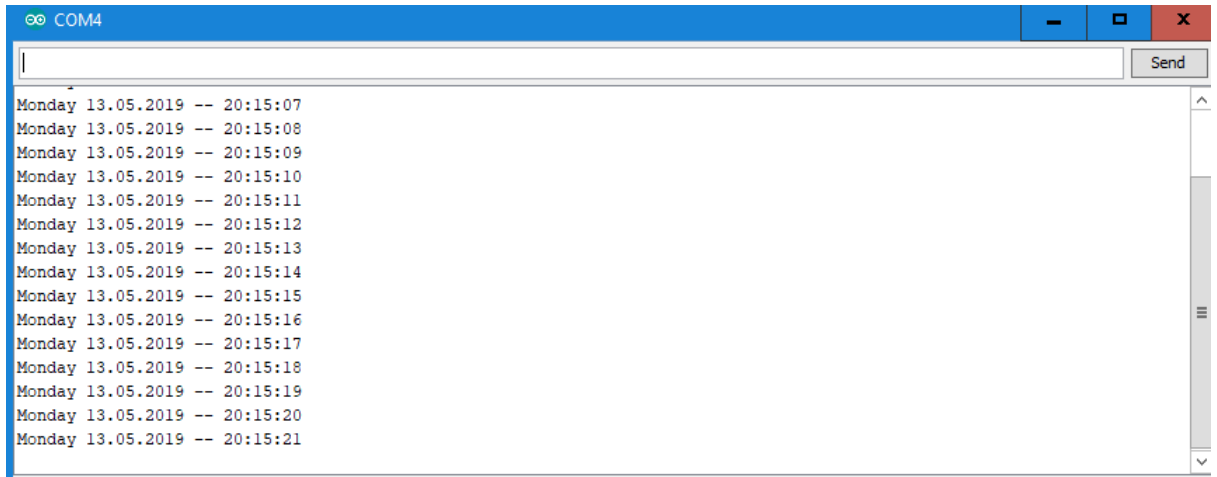 COM4
Send
Monday 13.05.2019 -- 20:15:07
Monday 13.05.2019 -- 20:15:08
Monday 13.05.2019 -- 20:15:09
Monday 13.05.2019 -- 20:15:10
Monday 13.05.2019 -- 20:15:11
Monday 13.05.2019 -- 20:15:12
Monday 13.05.2019 -- 20:15:13
Monday 13.05.2019 -- 20:15:14
Monday 13.05.2019 -- 20:15:15
Monday 13.05.2019 -- 20:15:16
Monday 13.05.2019 -- 20:15:17
Monday 13.05.2019 -- 20:15:18
Monday 13.05.2019 -- 20:15:19
Monday 13.05.2019 -- 20:15:20
Monday 13.05.2019 -- 20:15:21